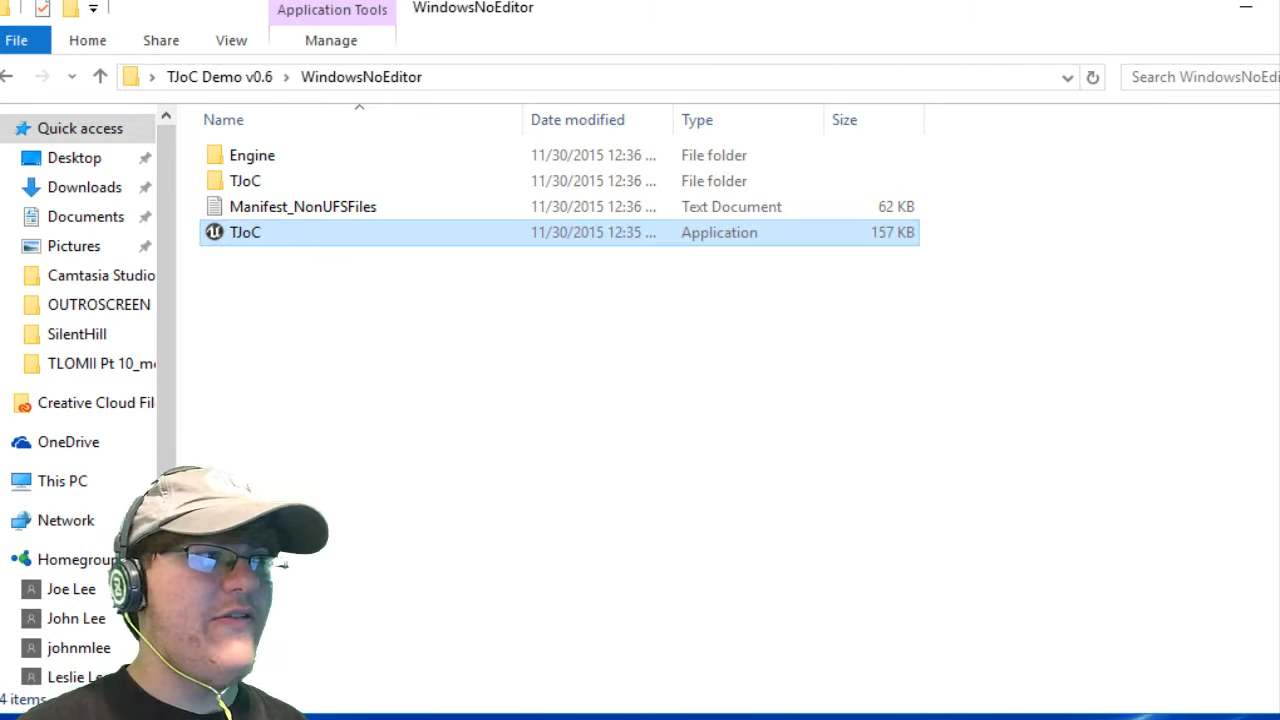 Application Tools WindowsNoEditor
File Home Share View Manage
TJoC Demo v0.6 WindowsNoEditor Search WindowsNoEdi
Name Date modified Type Size
Quick access
Desktop
Downloads
Documents
Pictures
Camtasia Studio
OUTROSCREEN
SilentHill
TLOMII Pt 10_m
Creative Cloud Fil
OneDrive
This PC
Network
Homegroup
Joe Lee
John Lee
johnmlee
Leslie Le
4 items
Engine 11/30/2015 12:36 ... File folder
TJoC 11/30/2015 12:36 ... File folder
Manifest_NonUFSFiles 11/30/2015 12:36 ... Text Document 62 KB
TJoC 11/30/2015 12:35 ... Application 157 KB